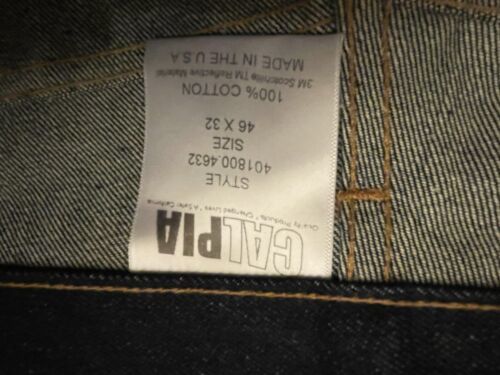 CALPIA
Quality Products * Changed Lives * A Safer California
STYLE
401800.4632
SIZE
46 X 32
100% COTTON
3M Scotchlite TM Reflective Material
MADE IN THE U.S.A